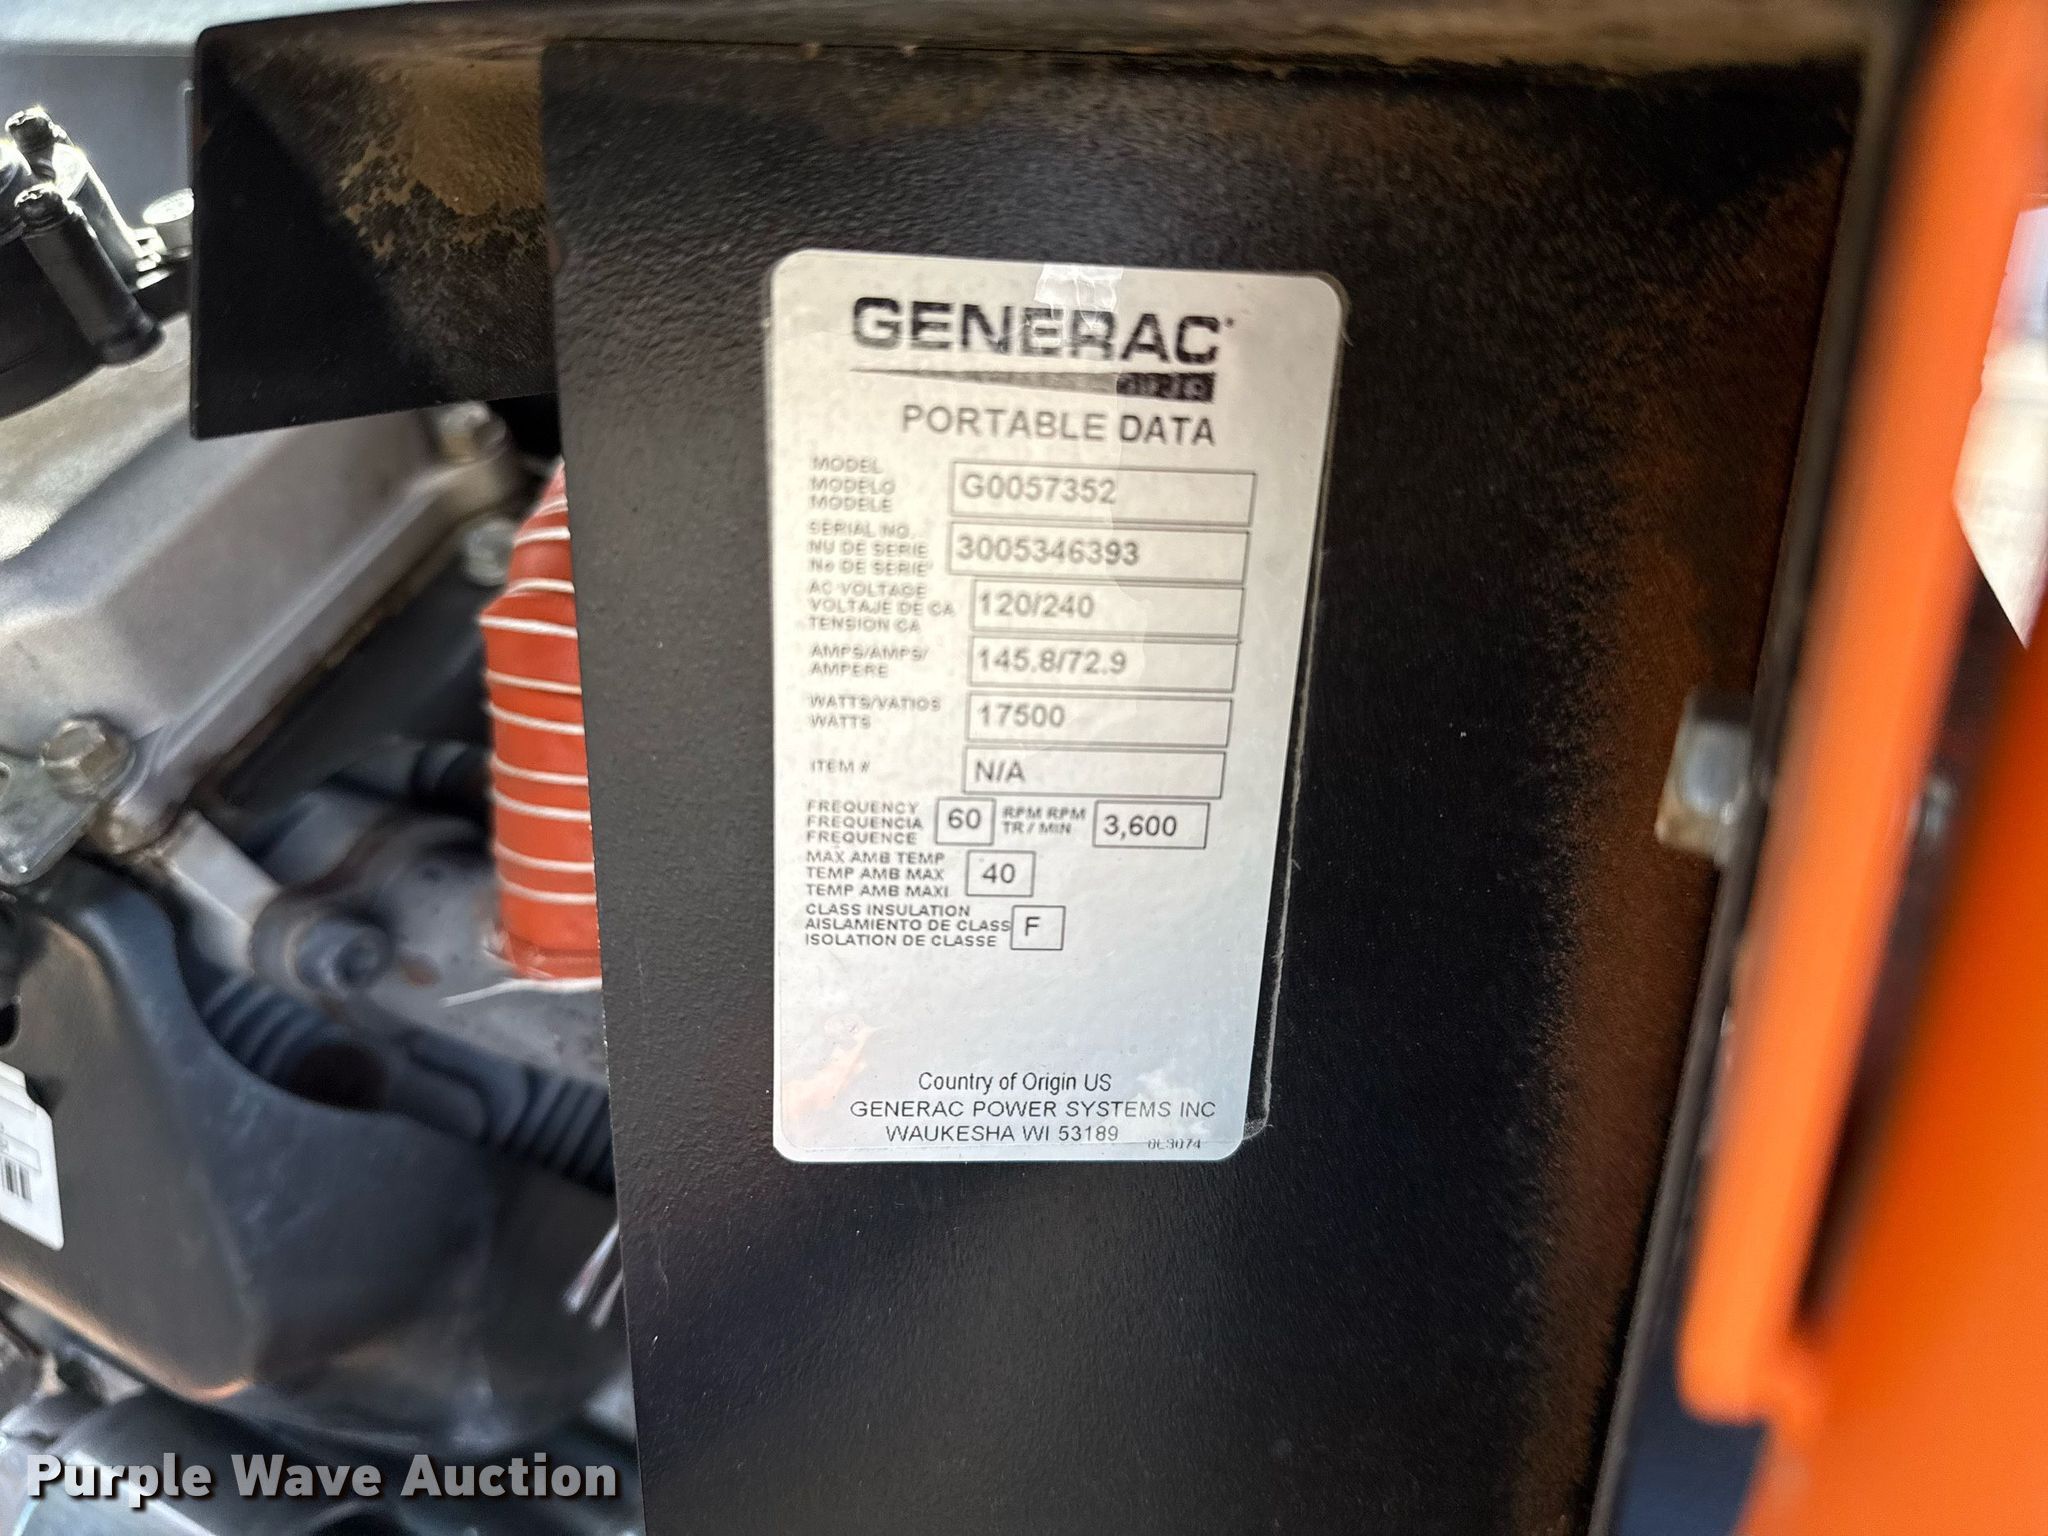 GENERAC
PORTABLE DATA
MODEL
MODELO G0057352
MODELE
SERIAL NO.
NU DE SERIE 3005346393
No DE SERIE
AC VOLTAGE
VOLTAJE DE CA 120/240
TENSION CA
AMPS/AMPS/ 145.8/72.9
AMPERE
WATTS/VATIOS 17500
WATTS
ITEM # N/A
FREQUENCY
FRECUENCIA 60 RPM RPM 3,600
FREQUENCE TR / MIN
MAX AMB TEMP
TEMP AMB MAX 40
TEMP AMB MAXI
CLASS INSULATION
AISLAMIENTO DE CLASS F
ISOLATION DE CLASSE
Country of Origin US
GENERAC POWER SYSTEMS INC
WAUKESHA WI 53189
0L9074
Purple Wave Auction